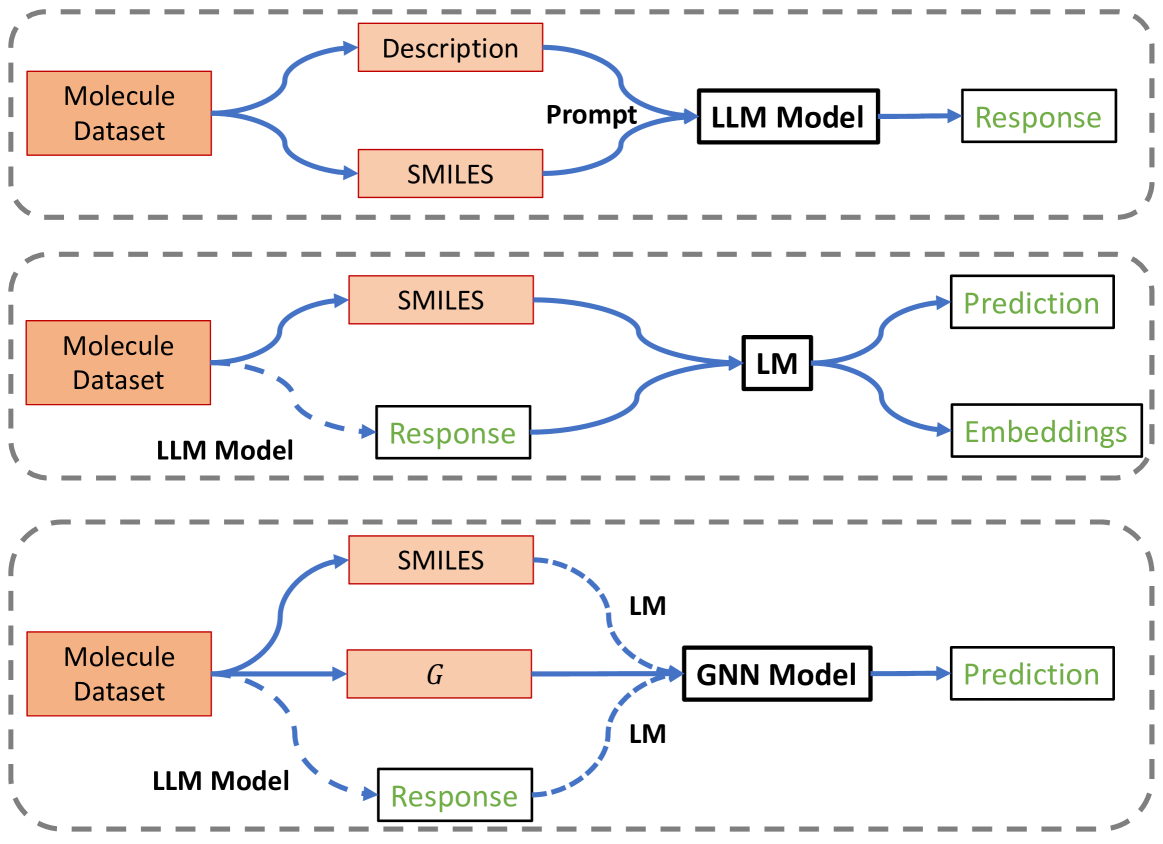 Description
Molecule
Dataset
Prompt
LLM Model
Response
SMILES
SMILES
Prediction
Molecule
Dataset
LM
Response
Embeddings
LLM Model
SMILES
LM
Molecule
Dataset
G
GNN Model
Prediction
LM
LLM Model
Response